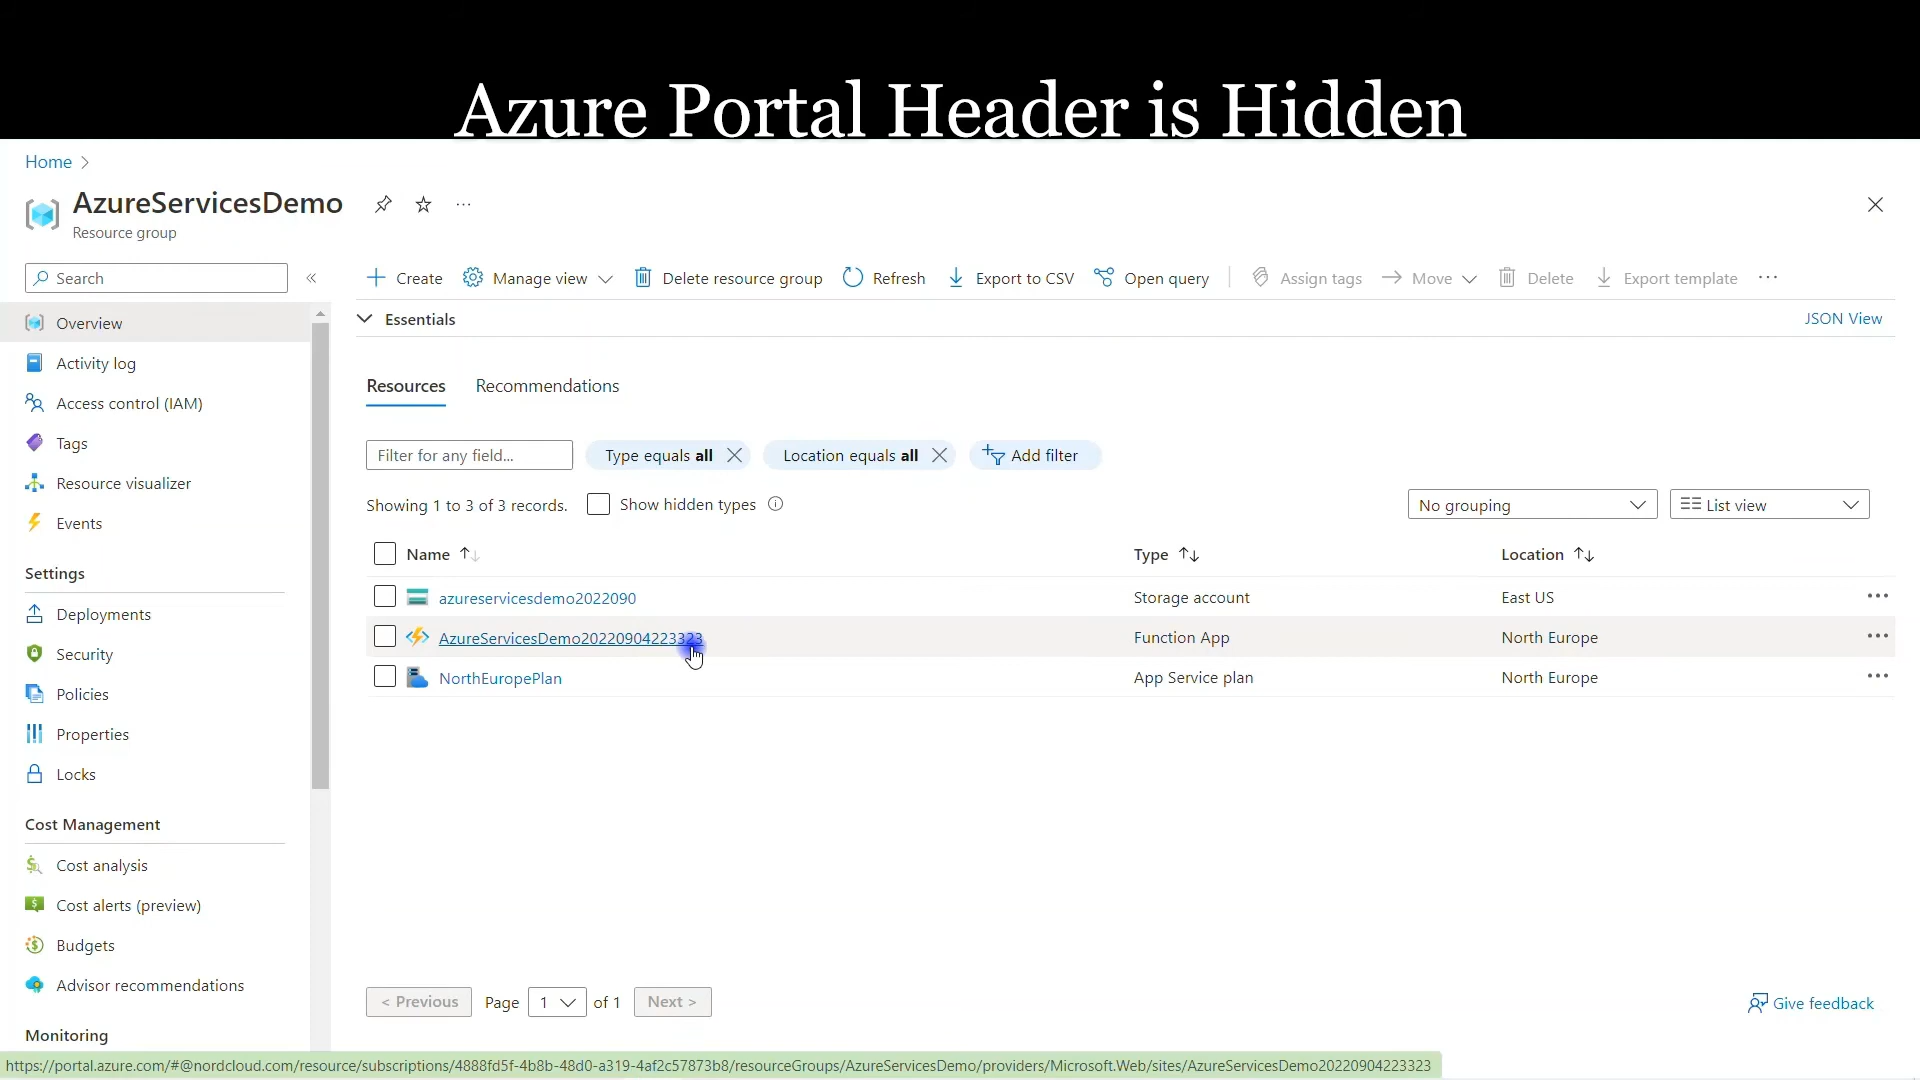 Azure Portal Header is Hidden
Home
AzureServicesDemo
Resource group
Search
Create Manage view Delete resource group Refresh Export to CSV Open query Assign tags Move Delete Export template
Overview
Activity log
Access control (IAM)
Tags
Resource visualizer
Events
Settings
Deployments
Security
Policies
Properties
Locks
Cost Management
Cost analysis
Cost alerts (preview)
Budgets
Advisor recommendations
Monitoring
Essentials JSON View
Resources Recommendations
Filter for any field... Type equals all Location equals all Add filter
Showing 1 to 3 of 3 records. Show hidden types No grouping List view
Name Type Location
azureservicesdemo2022090 Storage account East US
AzureServicesDemo20220904223323 Function App North Europe
NorthEuropePlan App Service plan North Europe
< Previous Page 1 of 1 Next > Give feedback
https://portal.azure.com/#@nordcloud.com/resource/subscriptions/4888fd5f-4b8b-48d0-a319-4af2c57873b8/resourceGroups/AzureServicesDemo/providers/Microsoft.Web/sites/AzureServicesDemo20220904223323